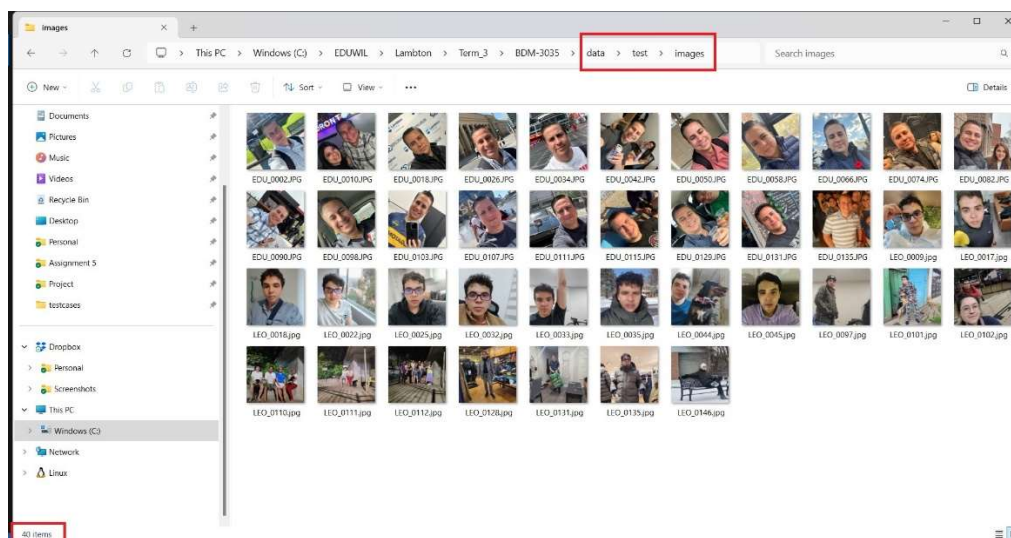 images
This PC > Windows (C:) > EDUWIL > Lambton > Term_3 > BDM-3035 > data > test > images
Search images
New
Sort
View
Details
Documents
Pictures
Music
Videos
Recycle Bin
Desktop
Personal
Assignment 5
Project
testcases
Dropbox
Personal
Screenshots
This PC
Windows (C:)
Network
Linux
EDU_0002.JPG EDU_0010.JPG EDU_0018.JPG EDU_0026.JPG EDU_0034.JPG EDU_0042.JPG EDU_0050.JPG EDU_0058.JPG EDU_0066.JPG EDU_0074.JPG EDU_0082.JPG
EDU_0090.JPG EDU_0098.JPG EDU_0103.JPG EDU_0107.JPG EDU_0111.JPG EDU_0115.JPG EDU_0129.JPG EDU_0131.JPG EDU_0135.JPG LEO_0009.jpg LEO_0017.jpg
LEO_0018.jpg LEO_0022.jpg LEO_0025.jpg LEO_0032.jpg LEO_0033.jpg LEO_0035.jpg LEO_0044.jpg LEO_0045.jpg LEO_0097.jpg LEO_0101.jpg LEO_0102.jpg
LEO_0110.jpg LEO_0111.jpg LEO_0112.jpg LEO_0128.jpg LEO_0131.jpg LEO_0135.jpg LEO_0146.jpg
40 items